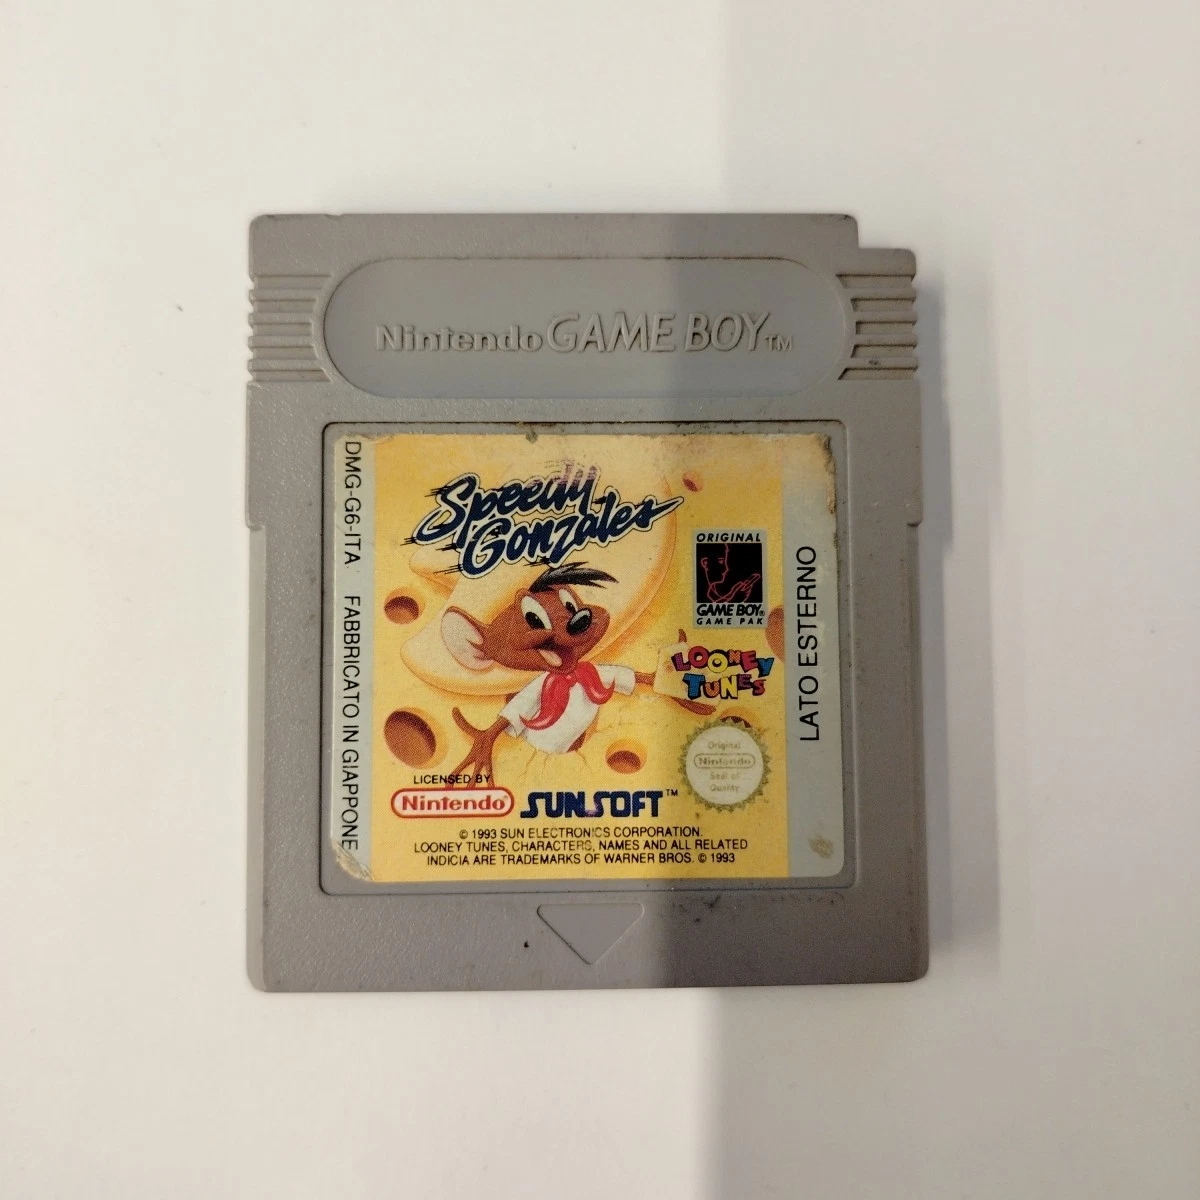 Nintendo GAME BOY TM
DMG-G6-ITA FABBRICATO IN GIAPPONE
Speedy
Gonzales
ORIGINAL
GAME BOY®
GAME PAK
LOONEY
TUNES
LATO ESTERNO
Original
Nintendo
Seal of
Quality
LICENSED BY
Nintendo® SUNSOFT™
© 1993 SUN ELECTRONICS CORPORATION.
LOONEY TUNES, CHARACTERS, NAMES AND ALL RELATED
INDICIA ARE TRADEMARKS OF WARNER BROS. © 1993